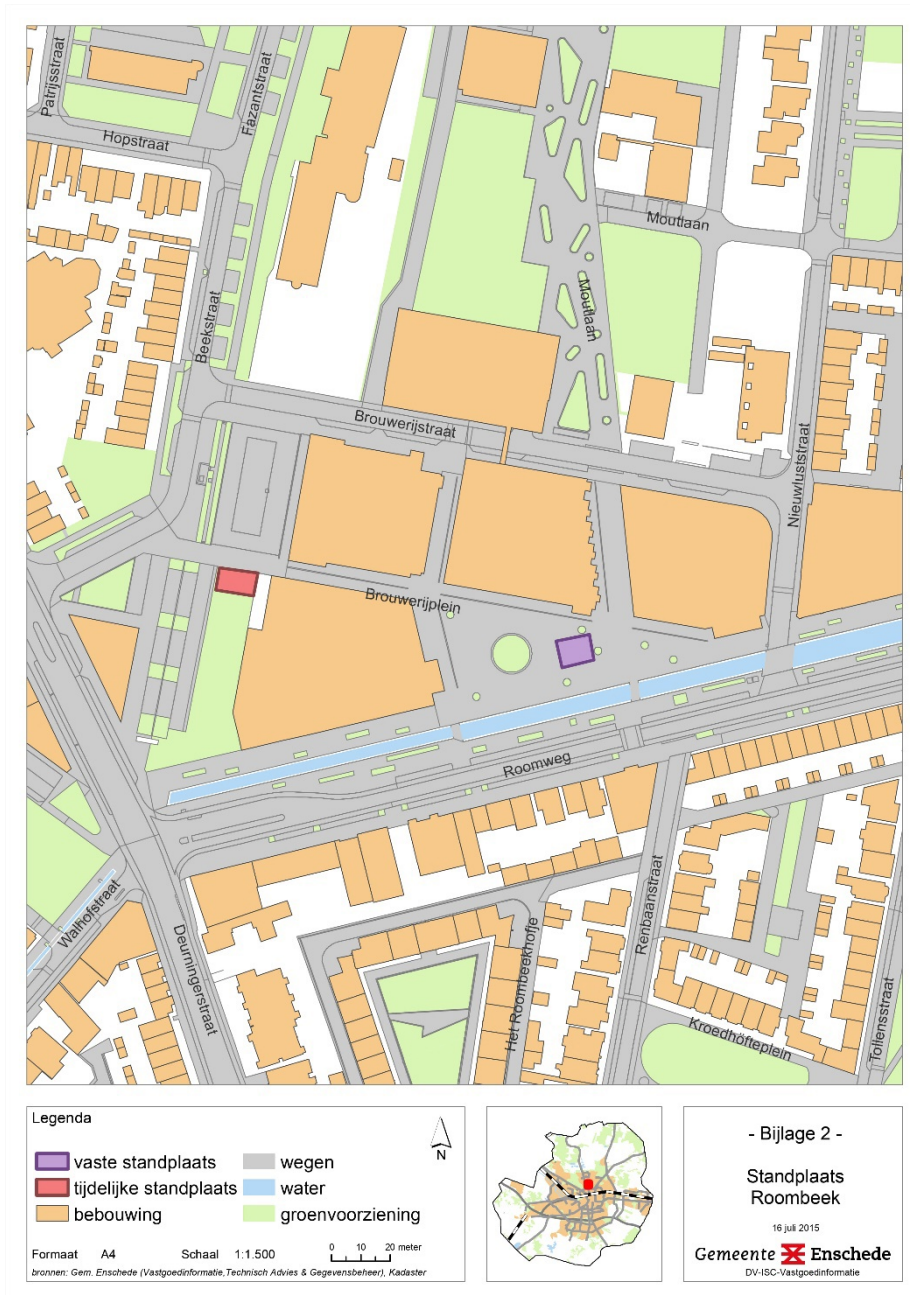 Patrijsstraat
Fazantstraat
Hopstraat
Moutlaan
Beekstraat
Moutlaan
Brouwerijstraat
Nieuwluststraat
Brouwerijplein
Roomweg
Walhofstraat
Deurningerstraat
Het Roombeekhofje
Renbaanstraat
Kroedhöfteplein
Tollensstraat
Legenda
N
vaste standplaats
wegen
tijdelijke standplaats
water
bebouwing
groenvoorziening
Formaat A4 Schaal 1:1.500 0 10 20 meter
bronnen: Gem. Enschede (Vastgoedinformatie,Technisch Advies & Gegevensbeheer), Kadaster
- Bijlage 2 -
Standplaats
Roombeek
16 juli 2015
Gemeente Enschede
DV-ISC-Vastgoedinformatie